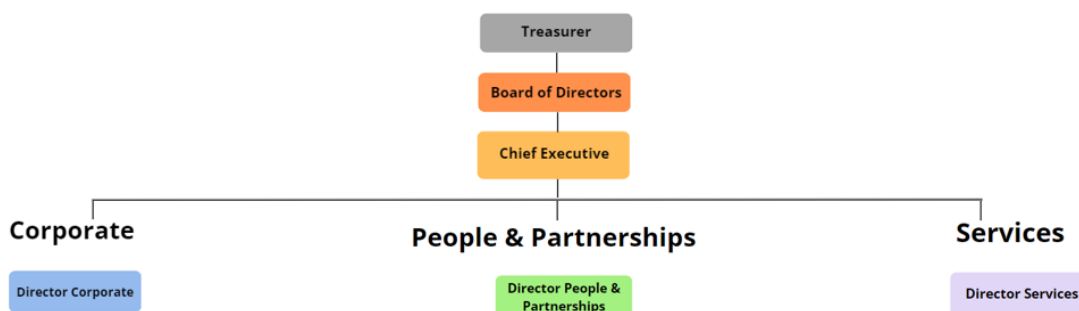 Treasurer
Board of Directors
Chief Executive
Corporate
People & Partnerships
Services
Director Corporate
Director People &
Partnerships
Director Services